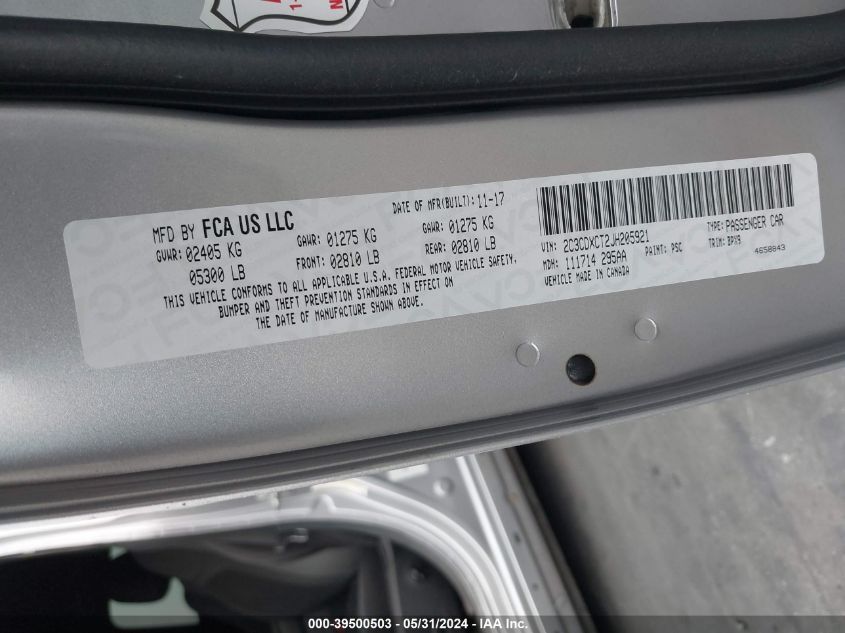 1-
N
MFD BY FCA US LLC
DATE OF MFR(BUILT): 11-17
GVWR: 02405 KG GAWR: 01275 KG GAWR: 01275 KG
05300 LB FRONT: 02810 LB REAR: 02810 LB
THIS VEHICLE CONFORMS TO ALL APPLICABLE U.S.A. FEDERAL MOTOR VEHICLE SAFETY,
BUMPER AND THEFT PREVENTION STANDARDS IN EFFECT ON
THE DATE OF MANUFACTURE SHOWN ABOVE.
VIN: 2C3CDXCT2JH205921 TYPE: PASSENGER CAR
MDH: 111714 295AA PAINT: PSC TRIM: BPX9
VEHICLE MADE IN CANADA 4658843
000-39500503 - 05/31/2024 - IAA Inc.